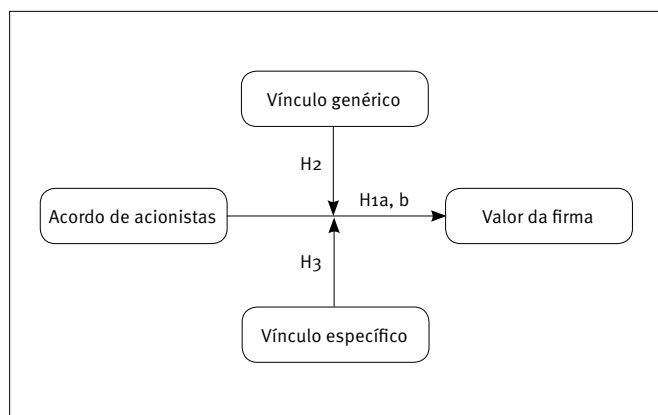 Vínculo genérico
H2
H1a, b
Acordo de acionistas
Valor da firma
H3
Vínculo específico